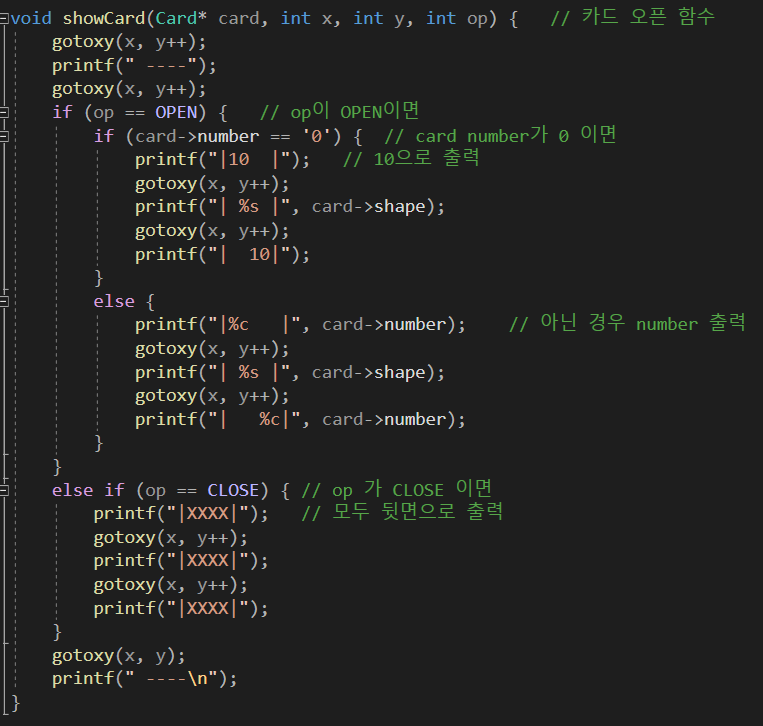 void showCard(Card* card, int x, int y, int op) {   // 카드 오픈 함수
    gotoxy(x, y++);
    printf(" ----");
    gotoxy(x, y++);
    if (op == OPEN) {   // op이 OPEN이면
        if (card->number == '0') {  // card number가 0 이면
            printf("|10  |");   // 10으로 출력
            gotoxy(x, y++);
            printf("| %s |", card->shape);
            gotoxy(x, y++);
            printf("|  10|");
        }
        else {
            printf("|%c   |", card->number);    // 아닌 경우 number 출력
            gotoxy(x, y++);
            printf("| %s |", card->shape);
            gotoxy(x, y++);
            printf("|   %c|", card->number);
        }
    }
    else if (op == CLOSE) { // op 가 CLOSE 이면
        printf("|XXXX|");   // 모두 뒷면으로 출력
        gotoxy(x, y++);
        printf("|XXXX|");
        gotoxy(x, y++);
        printf("|XXXX|");
    }
    gotoxy(x, y);
    printf(" ----\n");
}